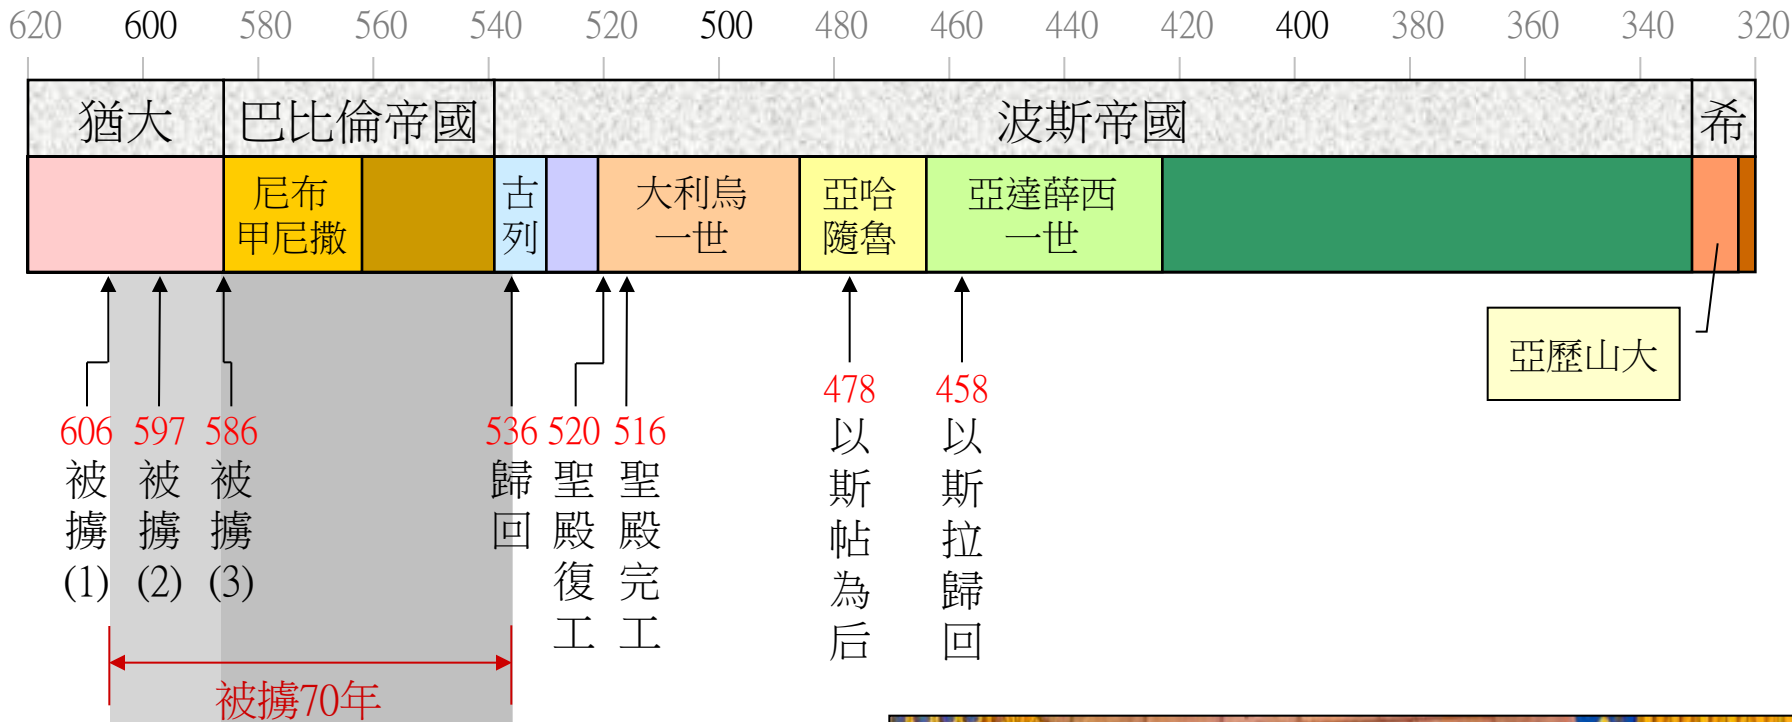 620 600 580 560 540 520 500 480 460 440 420 400 380 360 340 320
猶大 巴比倫帝國 波斯帝國 希
尼布
甲尼撒
古
列
大利烏
一世
亞哈
隨魯
亞達薛西
一世
亞歷山大
606
被
擄
(1)
597
被
擄
(2)
586
被
擄
(3)
536
歸
回
520
聖
殿
復
工
516
聖
殿
完
工
478
以
斯
帖
為
后
458
以
斯
拉
歸
回
被擄70年